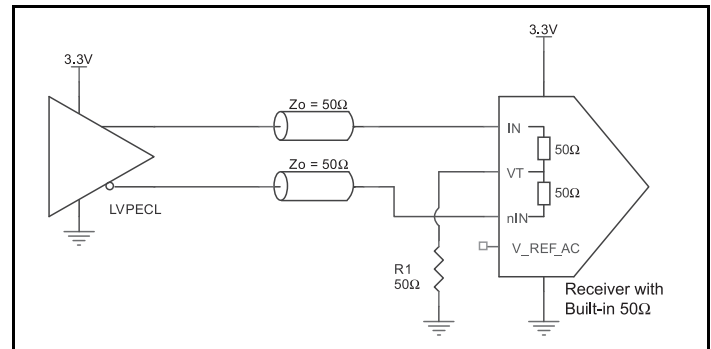 3.3V
3.3V
Zo = 50Ω
IN
50Ω
Zo = 50Ω
VT
50Ω
LVPECL
nIN
V_REF_AC
R1
50Ω
Receiver with
Built-in 50Ω